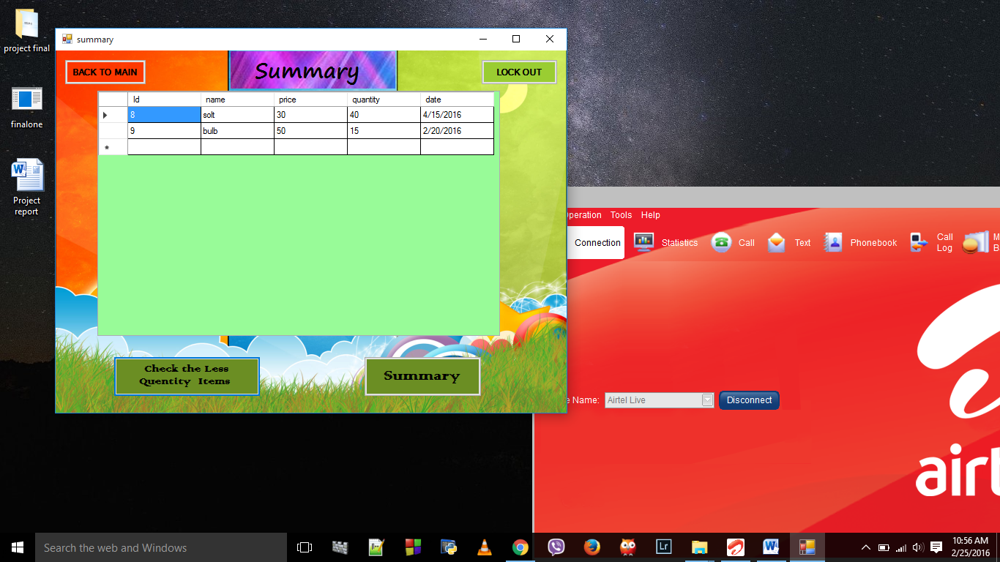 project final
finalone
Project
report
summary
BACK TO MAIN
Summary
LOCK OUT
Id name price quantity date
8 solt 30 40 4/15/2016
9 bulb 50 15 2/20/2016
*
Check the Less
Quentity Items
Summary
Operation Tools Help
Connection Statistics Call Text Phonebook Call
Log
Name: Airtel Live Disconnect
Search the web and Windows
Lr
10:56 AM
2/25/2016